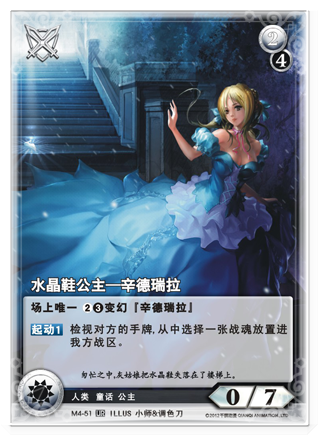 2
4
水晶鞋公主—辛德瑞拉
场上唯一 ②③变幻『辛德瑞拉』
起动1 检视对方的手牌,从中选择一张战魂放置进
我方战区。
匆忙之中,灰姑娘把水晶鞋失落在了楼梯上。
人类 童话 公主
0/7
M4-51 ILLUS 小师&调色刀